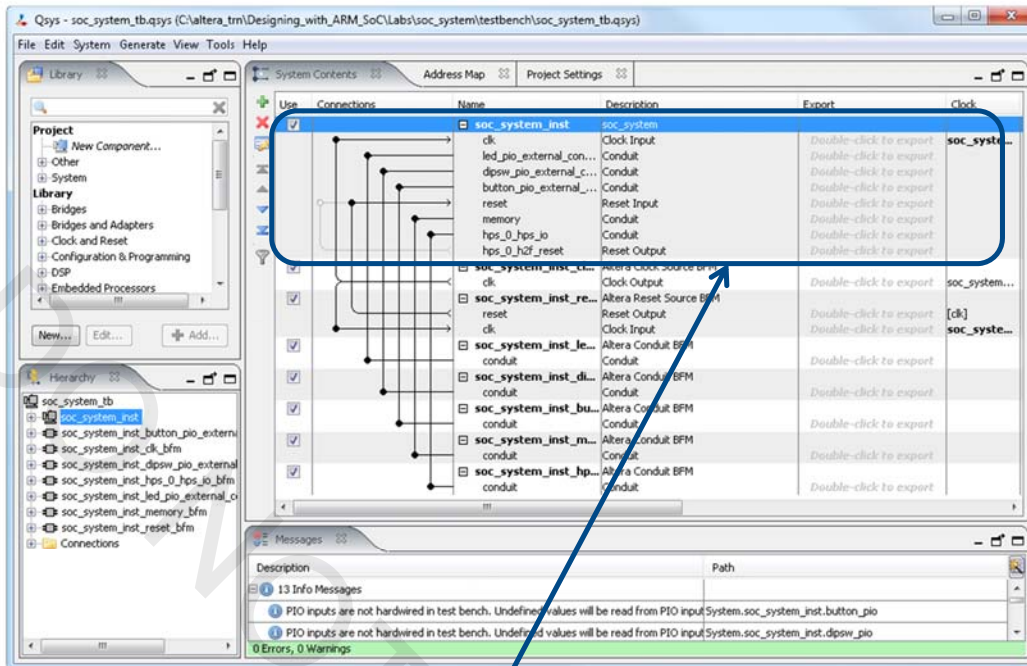 Qsys - soc_system_tb.qsys (C:\altera_trn\Designing_with_ARM_SoC\Labs\soc_system\testbench\soc_system_tb.qsys)
File Edit System Generate View Tools Help
Library
Project
New Component...
Other
System
Library
Bridges
Bridges and Adapters
Clock and Reset
Configuration & Programming
DSP
Embedded Processors
New... Edit... Add...
Hierarchy
soc_system_tb
soc_system_inst
soc_system_inst_button_pio_externa
soc_system_inst_clk_bfm
soc_system_inst_dipsw_pio_external
soc_system_inst_hps_0_hps_io_bfm
soc_system_inst_led_pio_external_co
soc_system_inst_memory_bfm
soc_system_inst_reset_bfm
Connections
System Contents Address Map Project Settings
Use Connections Name Description Export Clock
soc_system_inst soc_system
clk Clock Input Double-click to export soc_syste...
led_pio_external_con... Conduit Double-click to export
dipsw_pio_external_c... Conduit Double-click to export
button_pio_external_... Conduit Double-click to export
reset Reset Input Double-click to export
memory Conduit Double-click to export
hps_0_hps_io Conduit Double-click to export
hps_0_h2f_reset Reset Output Double-click to export
soc_system_inst_cl... Altera Clock Source BFM
clk Clock Output Double-click to export soc_system...
soc_system_inst_re... Altera Reset Source BFM
reset Reset Output Double-click to export [clk]
clk Clock Input Double-click to export soc_syste...
soc_system_inst_le... Altera Conduit BFM
conduit Conduit Double-click to export
soc_system_inst_di... Altera Conduit BFM
conduit Conduit Double-click to export
soc_system_inst_bu... Altera Conduit BFM
conduit Conduit Double-click to export
soc_system_inst_m... Altera Conduit BFM
conduit Conduit Double-click to export
soc_system_inst_hp... Altera Conduit BFM
conduit Conduit Double-click to export
Messages
Description Path
13 Info Messages
PIO inputs are not hardwired in test bench. Undefined values will be read from PIO input System.soc_system_inst.button_pio
PIO inputs are not hardwired in test bench. Undefined values will be read from PIO input System.soc_system_inst.dipsw_pio
0 Errors, 0 Warnings